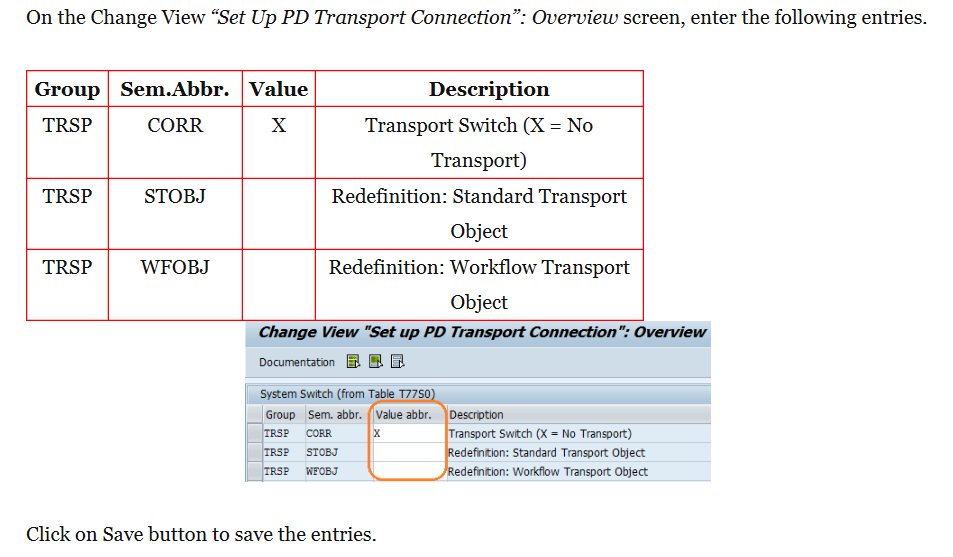 On the Change View “Set Up PD Transport Connection”: Overview screen, enter the following entries.
Group Sem.Abbr. Value Description
TRSP CORR X Transport Switch (X = No
Transport)
TRSP STOBJ Redefinition: Standard Transport
Object
TRSP WFOBJ Redefinition: Workflow Transport
Object
Change View "Set up PD Transport Connection": Overview
Documentation
System Switch (from Table T77S0)
Group Sem. abbr. Value abbr. Description
TRSP CORR X Transport Switch (X = No Transport)
TRSP STOBJ Redefinition: Standard Transport Object
TRSP WFOBJ Redefinition: Workflow Transport Object
Click on Save button to save the entries.